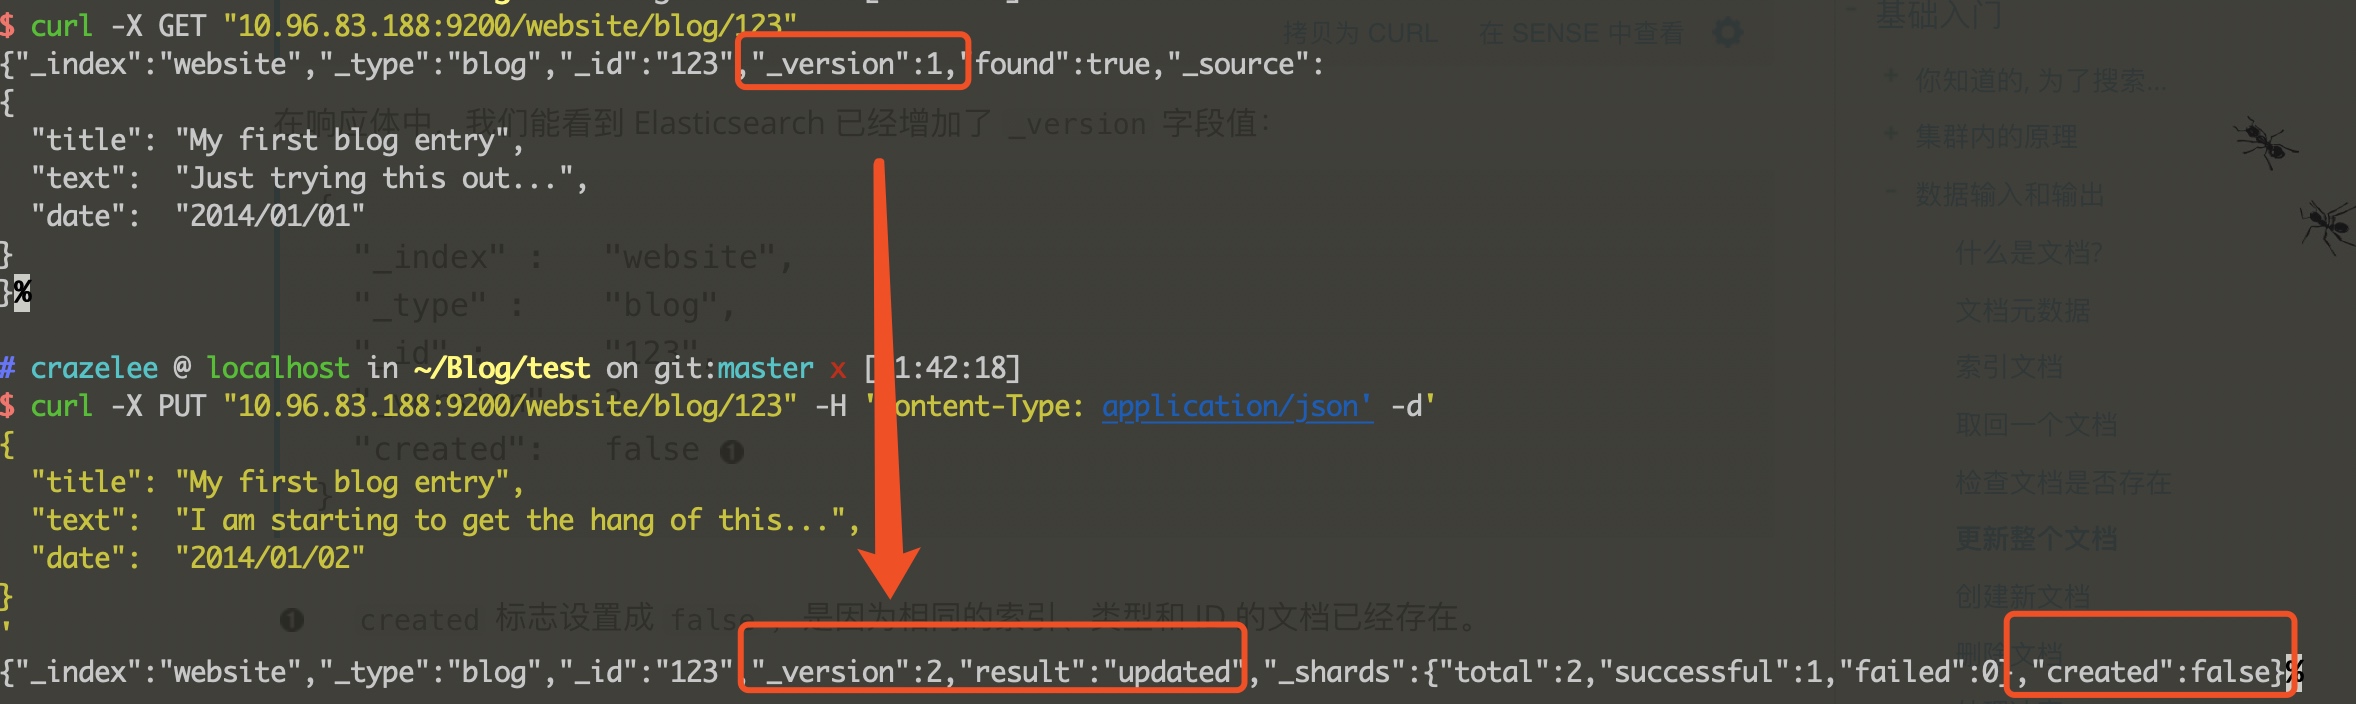 $ curl -X GET "10.96.83.188:9200/website/blog/123"
拷贝为 CURL 在 SENSE 中查看
基础入门
{"_index":"website","_type":"blog","_id":"123","_version":1,"found":true,"_source":
+ 你知道的, 为了搜索...
{
在响应体中，我们能看到 Elasticsearch 已经增加了 _version 字段值：
"title": "My first blog entry",
+ 集群内的原理
"text":  "Just trying this out...",
- 数据输入和输出
{
"date":  "2014/01/01"
}
什么是文档?
"_index" :   "website",
}%
"_type" :    "blog",
文档元数据
"_id" :      "123",
索引文档
# crazelee @ localhost in ~/Blog/test on git:master x [ 1:42:18]
$ curl -X PUT "10.96.83.188:9200/website/blog/123" -H ' ontent-Type: application/json' -d'
取回一个文档
{
"created":   false ❶
"title": "My first blog entry",
检查文档是否存在
}
"text":  "I am starting to get the hang of this...",
更新整个文档
"date":  "2014/01/02"
}
创建新文档
❶ created 标志设置成 false ，是因为相同的索引、类型和 ID 的文档已经存在。
'
删除文档
{"_index":"website","_type":"blog","_id":"123","_version":2,"result":"updated","_shards":{"total":2,"successful":1,"failed":0},"created":false}%